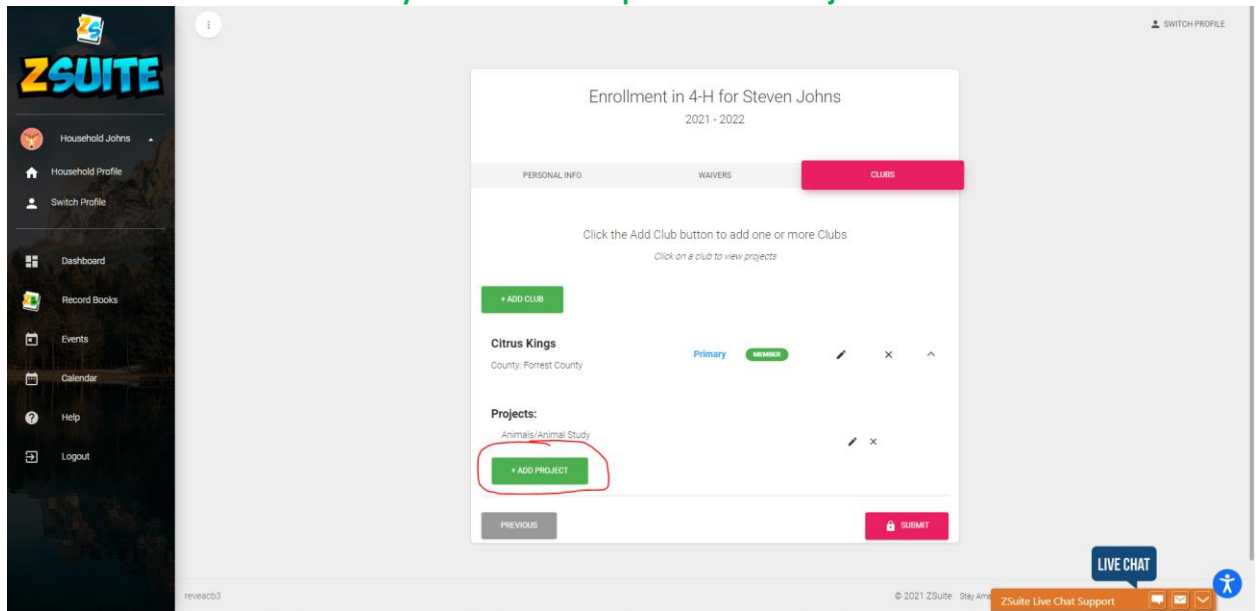 SWITCH PROFILE
ZSUITE
Household Johns
Household Profile
Switch Profile
Dashboard
Record Books
Events
Calendar
Help
Logout
Enrollment in 4-H for Steven Johns
2021 - 2022
PERSONAL INFO WAIVERS CLUBS
Click the Add Club button to add one or more Clubs
Click on a club to view projects
+ ADD CLUB
Citrus Kings
Primary MEMBER
County: Forrest County
Projects:
Animals/Animal Study
+ ADD PROJECT
PREVIOUS SUBMIT
LIVE CHAT
reveacb3 © 2021 ZSuite Stay
ZSuite Live Chat Support